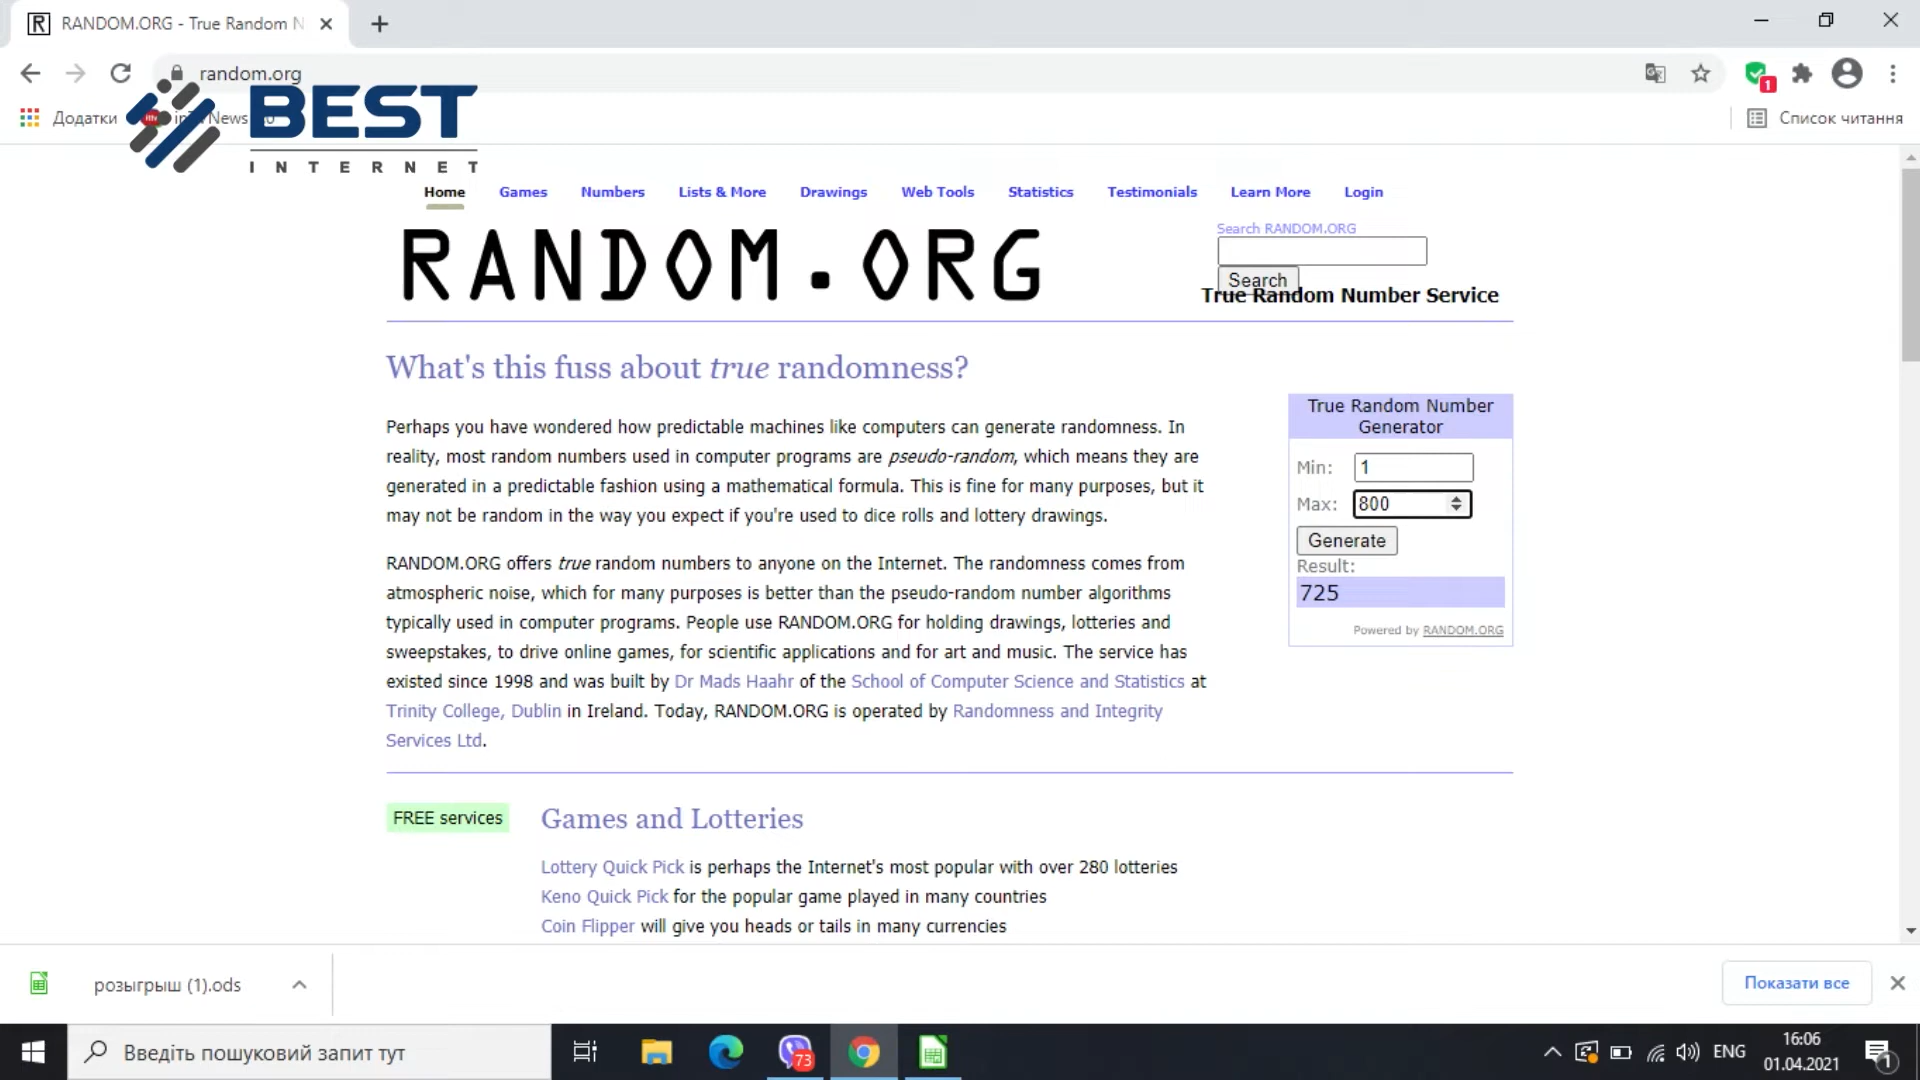 RANDOM.ORG - True Random N
random.org
Додатки
News
Список читання
BEST
INTERNET
Home Games Numbers Lists & More Drawings Web Tools Statistics Testimonials Learn More Login
RANDOM.ORG
Search RANDOM.ORG
Search
True Random Number Service
What's this fuss about true randomness?
Perhaps you have wondered how predictable machines like computers can generate randomness. In
reality, most random numbers used in computer programs are pseudo-random, which means they are
generated in a predictable fashion using a mathematical formula. This is fine for many purposes, but it
may not be random in the way you expect if you're used to dice rolls and lottery drawings.
RANDOM.ORG offers true random numbers to anyone on the Internet. The randomness comes from
atmospheric noise, which for many purposes is better than the pseudo-random number algorithms
typically used in computer programs. People use RANDOM.ORG for holding drawings, lotteries and
sweepstakes, to drive online games, for scientific applications and for art and music. The service has
existed since 1998 and was built by Dr Mads Haahr of the School of Computer Science and Statistics at
Trinity College, Dublin in Ireland. Today, RANDOM.ORG is operated by Randomness and Integrity
Services Ltd.
True Random Number
Generator
Min: 1
Max: 800
Generate
Result:
725
Powered by RANDOM.ORG
FREE services
Games and Lotteries
Lottery Quick Pick is perhaps the Internet's most popular with over 280 lotteries
Keno Quick Pick for the popular game played in many countries
Coin Flipper will give you heads or tails in many currencies
розыгрыш (1).ods
Показати все
Введіть пошуковий запит тут
73
ENG
16:06
01.04.2021
1